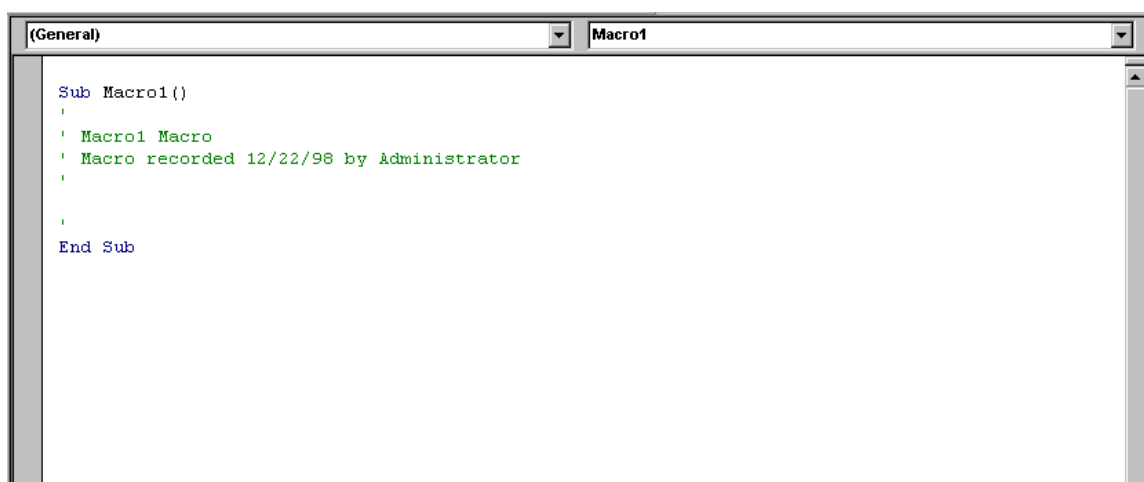 (General) Macro1
Sub Macro1()
'
' Macro1 Macro
' Macro recorded 12/22/98 by Administrator
'
'
End Sub